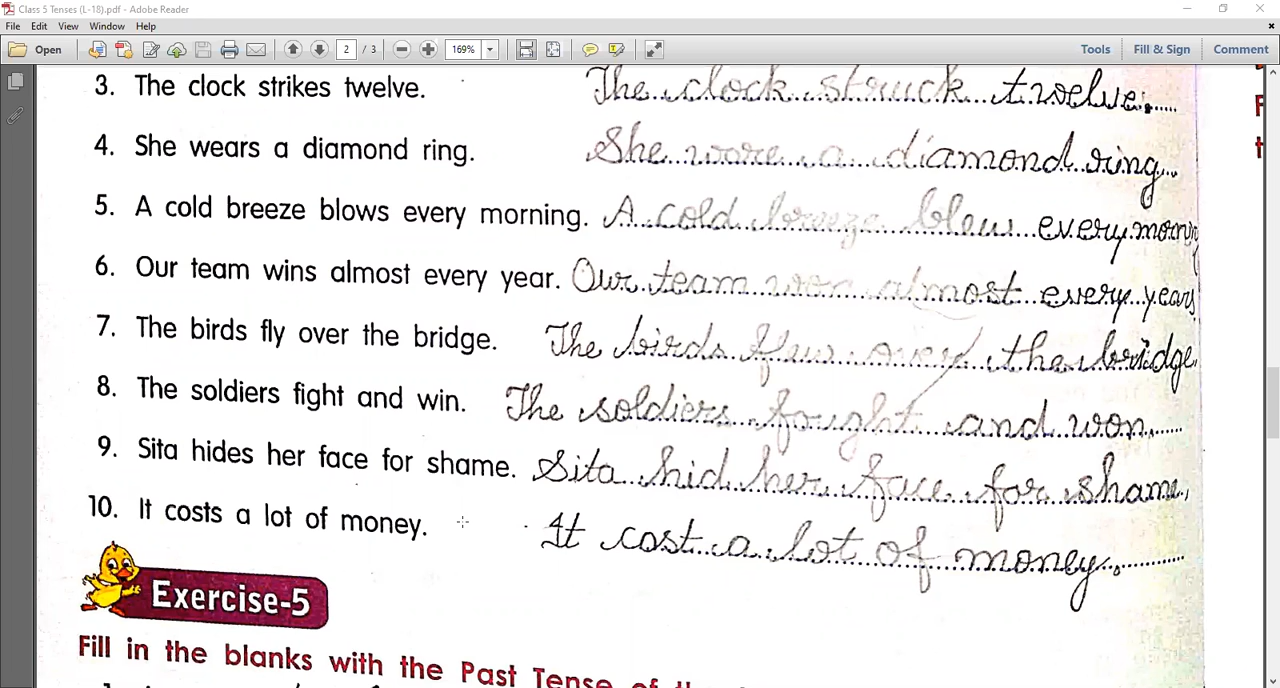 Class 5 Tenses (L-18).pdf - Adobe Reader
File Edit View Window Help
Open 2 / 3 169% Tools Fill & Sign Comment
3. The clock strikes twelve. The clock struck twelve.
4. She wears a diamond ring. She wore a diamond ring
5. A cold breeze blows every morning. A cold breeze blew every morning
6. Our team wins almost every year. Our team won almost every years
7. The birds fly over the bridge. The birds flew over the bridge
8. The soldiers fight and win. The soldiers fought and won.
9. Sita hides her face for shame. Sita hid her face for shame,
10. It costs a lot of money. It cost a lot of money.
Exercise-5
Fill in the blanks with the Past Tense of